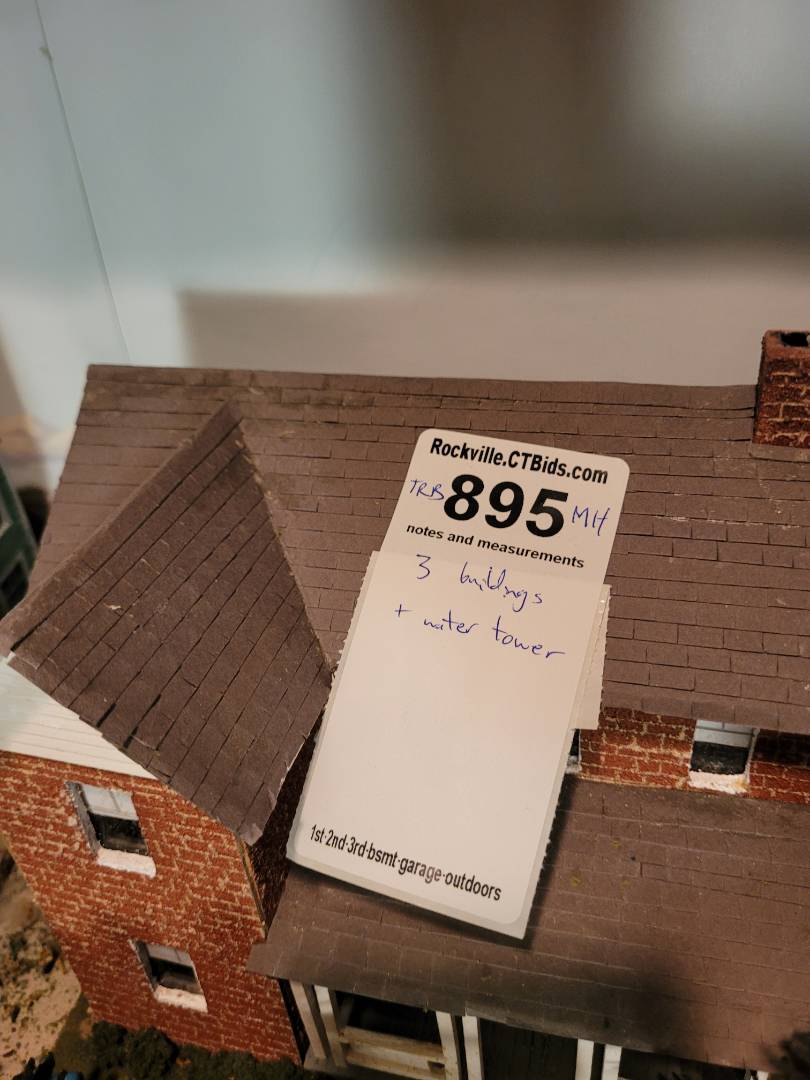 Rockville.CTBids.com
TRB 895 MH
notes and measurements
3 buildings
+ water tower
1st·2nd·3rd·bsmt·garage·outdoors